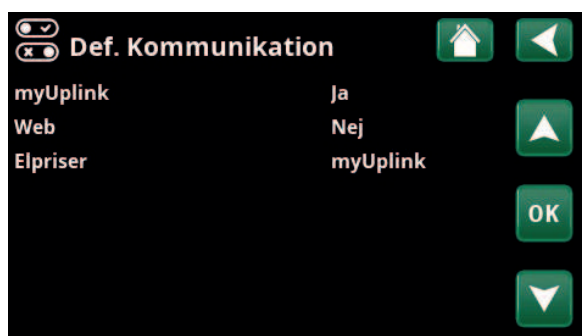 Def. Kommunikation
myUplink Ja
Web Nej
Elpriser myUplink
OK